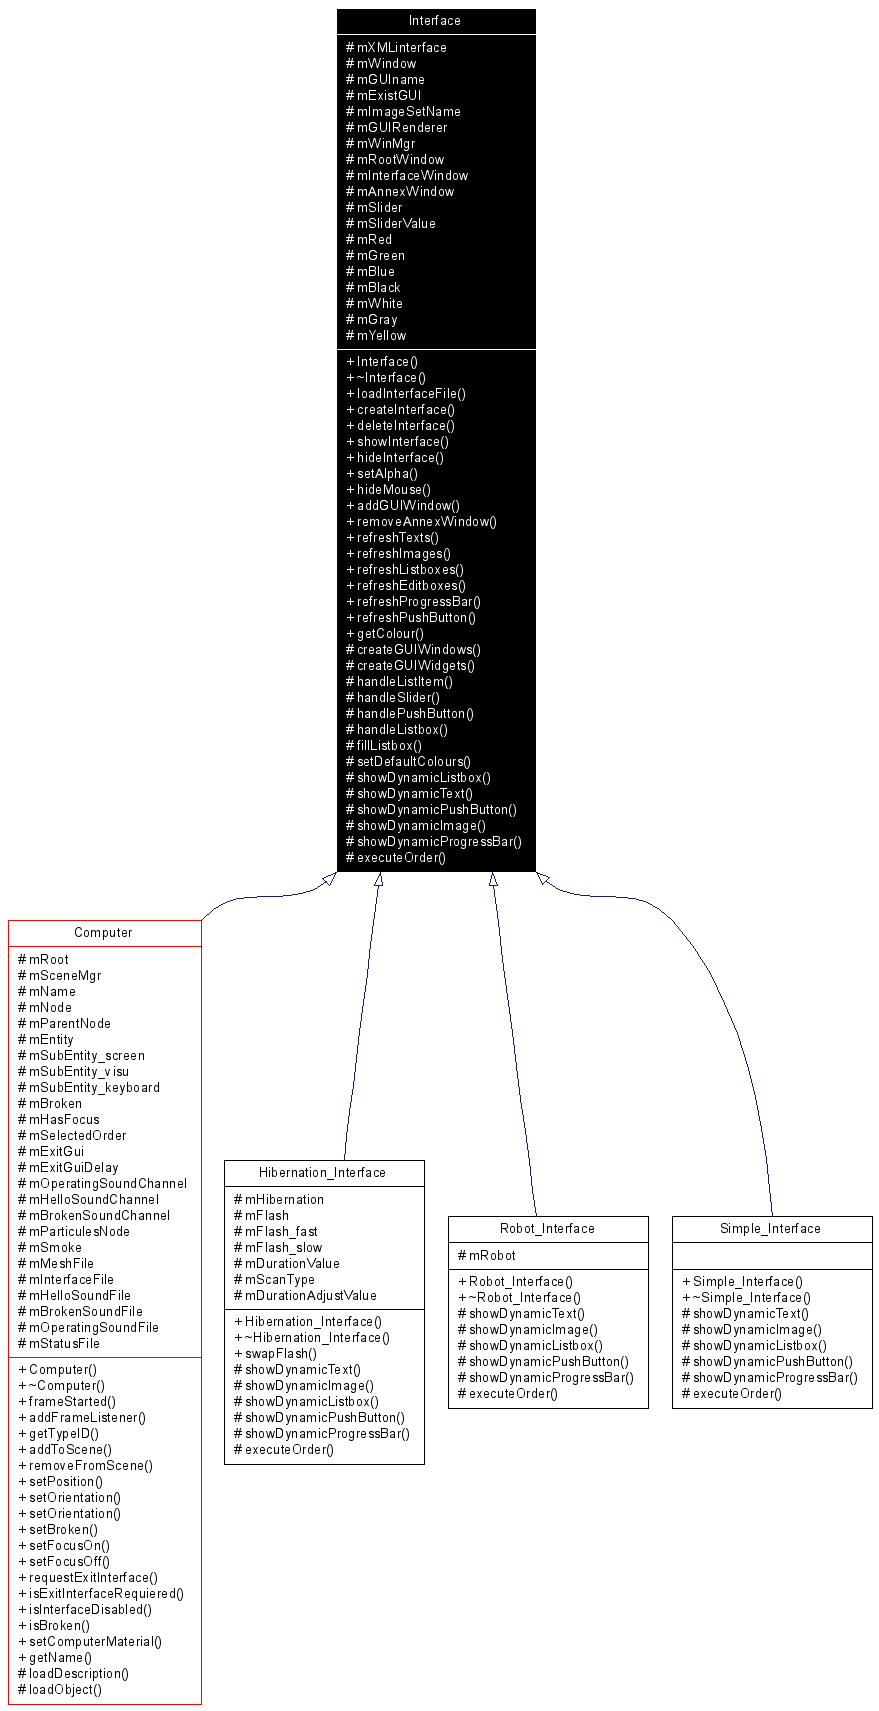 Interface
# mXMLinterface
# mWindow
# mGUIname
# mExistGUI
# mImageSetName
# mGUIRenderer
# mWinMgr
# mRootWindow
# mInterfaceWindow
# mAnnexWindow
# mSlider
# mSliderValue
# mRed
# mGreen
# mBlue
# mBlack
# mWhite
# mGray
# mYellow
+ Interface()
+ ~Interface()
+ loadInterfaceFile()
+ createInterface()
+ deleteInterface()
+ showInterface()
+ hideInterface()
+ setAlpha()
+ hideMouse()
+ addGUIWindow()
+ removeAnnexWindow()
+ refreshTexts()
+ refreshImages()
+ refreshListboxes()
+ refreshEditboxes()
+ refreshProgressBar()
+ refreshPushButton()
+ getColour()
# createGUIWindows()
# createGUIWidgets()
# handleListItem()
# handleSlider()
# handlePushButton()
# handleListbox()
# fillListbox()
# setDefaultColours()
# showDynamicListbox()
# showDynamicText()
# showDynamicPushButton()
# showDynamicImage()
# showDynamicProgressBar()
# executeOrder()
Computer
# mRoot
# mSceneMgr
# mName
# mNode
# mParentNode
# mEntity
# mSubEntity_screen
# mSubEntity_visu
# mSubEntity_keyboard
# mBroken
# mHasFocus
# mSelectedOrder
# mExitGui
# mExitGuiDelay
# mOperatingSoundChannel
# mHelloSoundChannel
# mBrokenSoundChannel
# mParticulesNode
# mSmoke
# mMeshFile
# mInterfaceFile
# mHelloSoundFile
# mBrokenSoundFile
# mOperatingSoundFile
# mStatusFile
+ Computer()
+ ~Computer()
+ frameStarted()
+ addFrameListener()
+ getTypeID()
+ addToScene()
+ removeFromScene()
+ setPosition()
+ setOrientation()
+ setOrientation()
+ setBroken()
+ setFocusOn()
+ setFocusOff()
+ requestExitInterface()
+ isExitInterfaceRequiered()
+ isInterfaceDisabled()
+ isBroken()
+ setComputerMaterial()
+ getName()
# loadDescription()
# loadObject()
Hibernation_Interface
# mHibernation
# mFlash
# mFlash_fast
# mFlash_slow
# mDurationValue
# mScanType
# mDurationAdjustValue
+ Hibernation_Interface()
+ ~Hibernation_Interface()
+ swapFlash()
# showDynamicText()
# showDynamicImage()
# showDynamicListbox()
# showDynamicPushButton()
# showDynamicProgressBar()
# executeOrder()
Robot_Interface
# mRobot
+ Robot_Interface()
+ ~Robot_Interface()
# showDynamicText()
# showDynamicImage()
# showDynamicListbox()
# showDynamicPushButton()
# showDynamicProgressBar()
# executeOrder()
Simple_Interface
+ Simple_Interface()
+ ~Simple_Interface()
# showDynamicText()
# showDynamicImage()
# showDynamicListbox()
# showDynamicPushButton()
# showDynamicProgressBar()
# executeOrder()